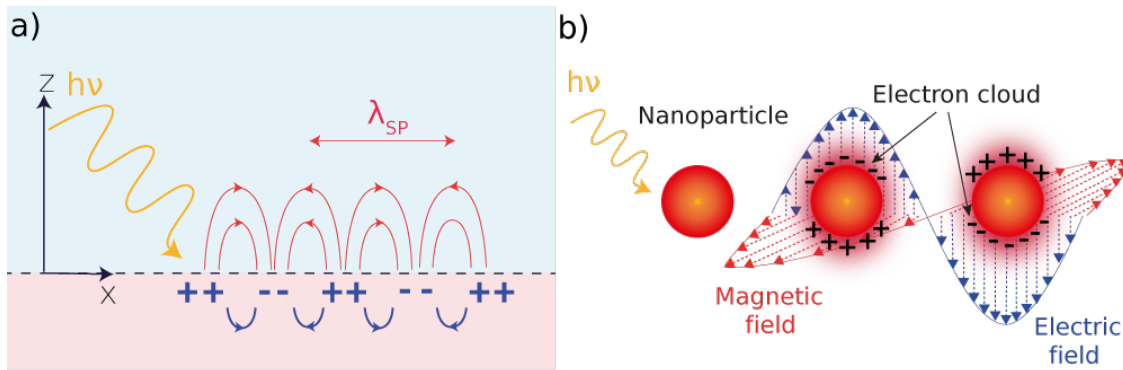 a)
Z
hν
λSP
X
++ -- ++ -- ++
b)
hν
Nanoparticle
Electron cloud
- - - - - -
+ + + + +
+ + + + +
- - - - - -
Magnetic
field
Electric
field